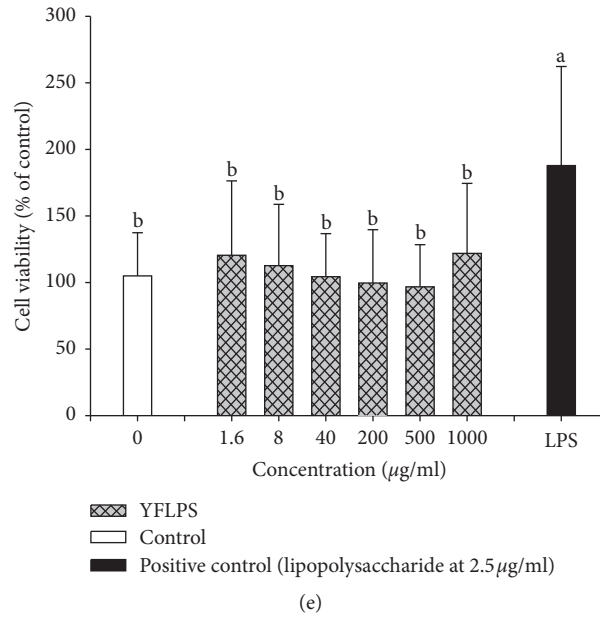 300
250
200
150
100
50
0
Cell viability (% of control)
b
b
b
b
b
b
b
a
0
1.6
8
40
200
500
1000
LPS
Concentration (μg/ml)
YFLPS
Control
Positive control (lipopolysaccharide at 2.5μg/ml)
(e)